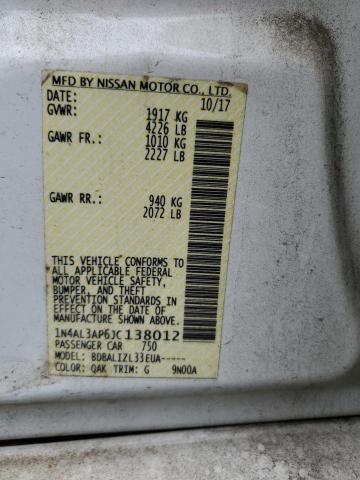 MFD BY NISSAN MOTOR CO., LTD.
DATE: 10/17
GVWR: 1917 KG
4226 LB
GAWR FR.: 1010 KG
2227 LB
GAWR RR.: 940 KG
2072 LB
THIS VEHICLE CONFORMS TO
ALL APPLICABLE FEDERAL
MOTOR VEHICLE SAFETY,
BUMPER, AND THEFT
PREVENTION STANDARDS IN
EFFECT ON THE DATE OF
MANUFACTURE SHOWN ABOVE.
1N4AL3AP6JC138012
PASSENGER CAR 750
MODEL: BDBALIZL33EUA-----
COLOR: QAK TRIM: G 9N00A